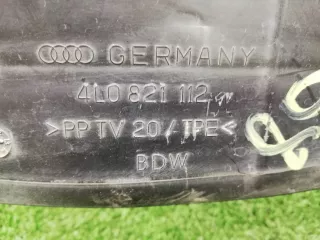 GERMANY
4L0 821 112
>PP TV 20/TPE<
BDW